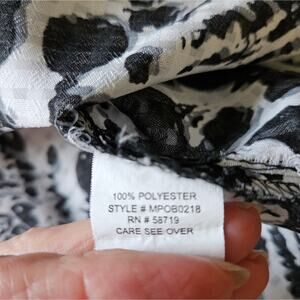 100% POLYESTER
STYLE # MPOB0218
RN # 58719
CARE SEE OVER